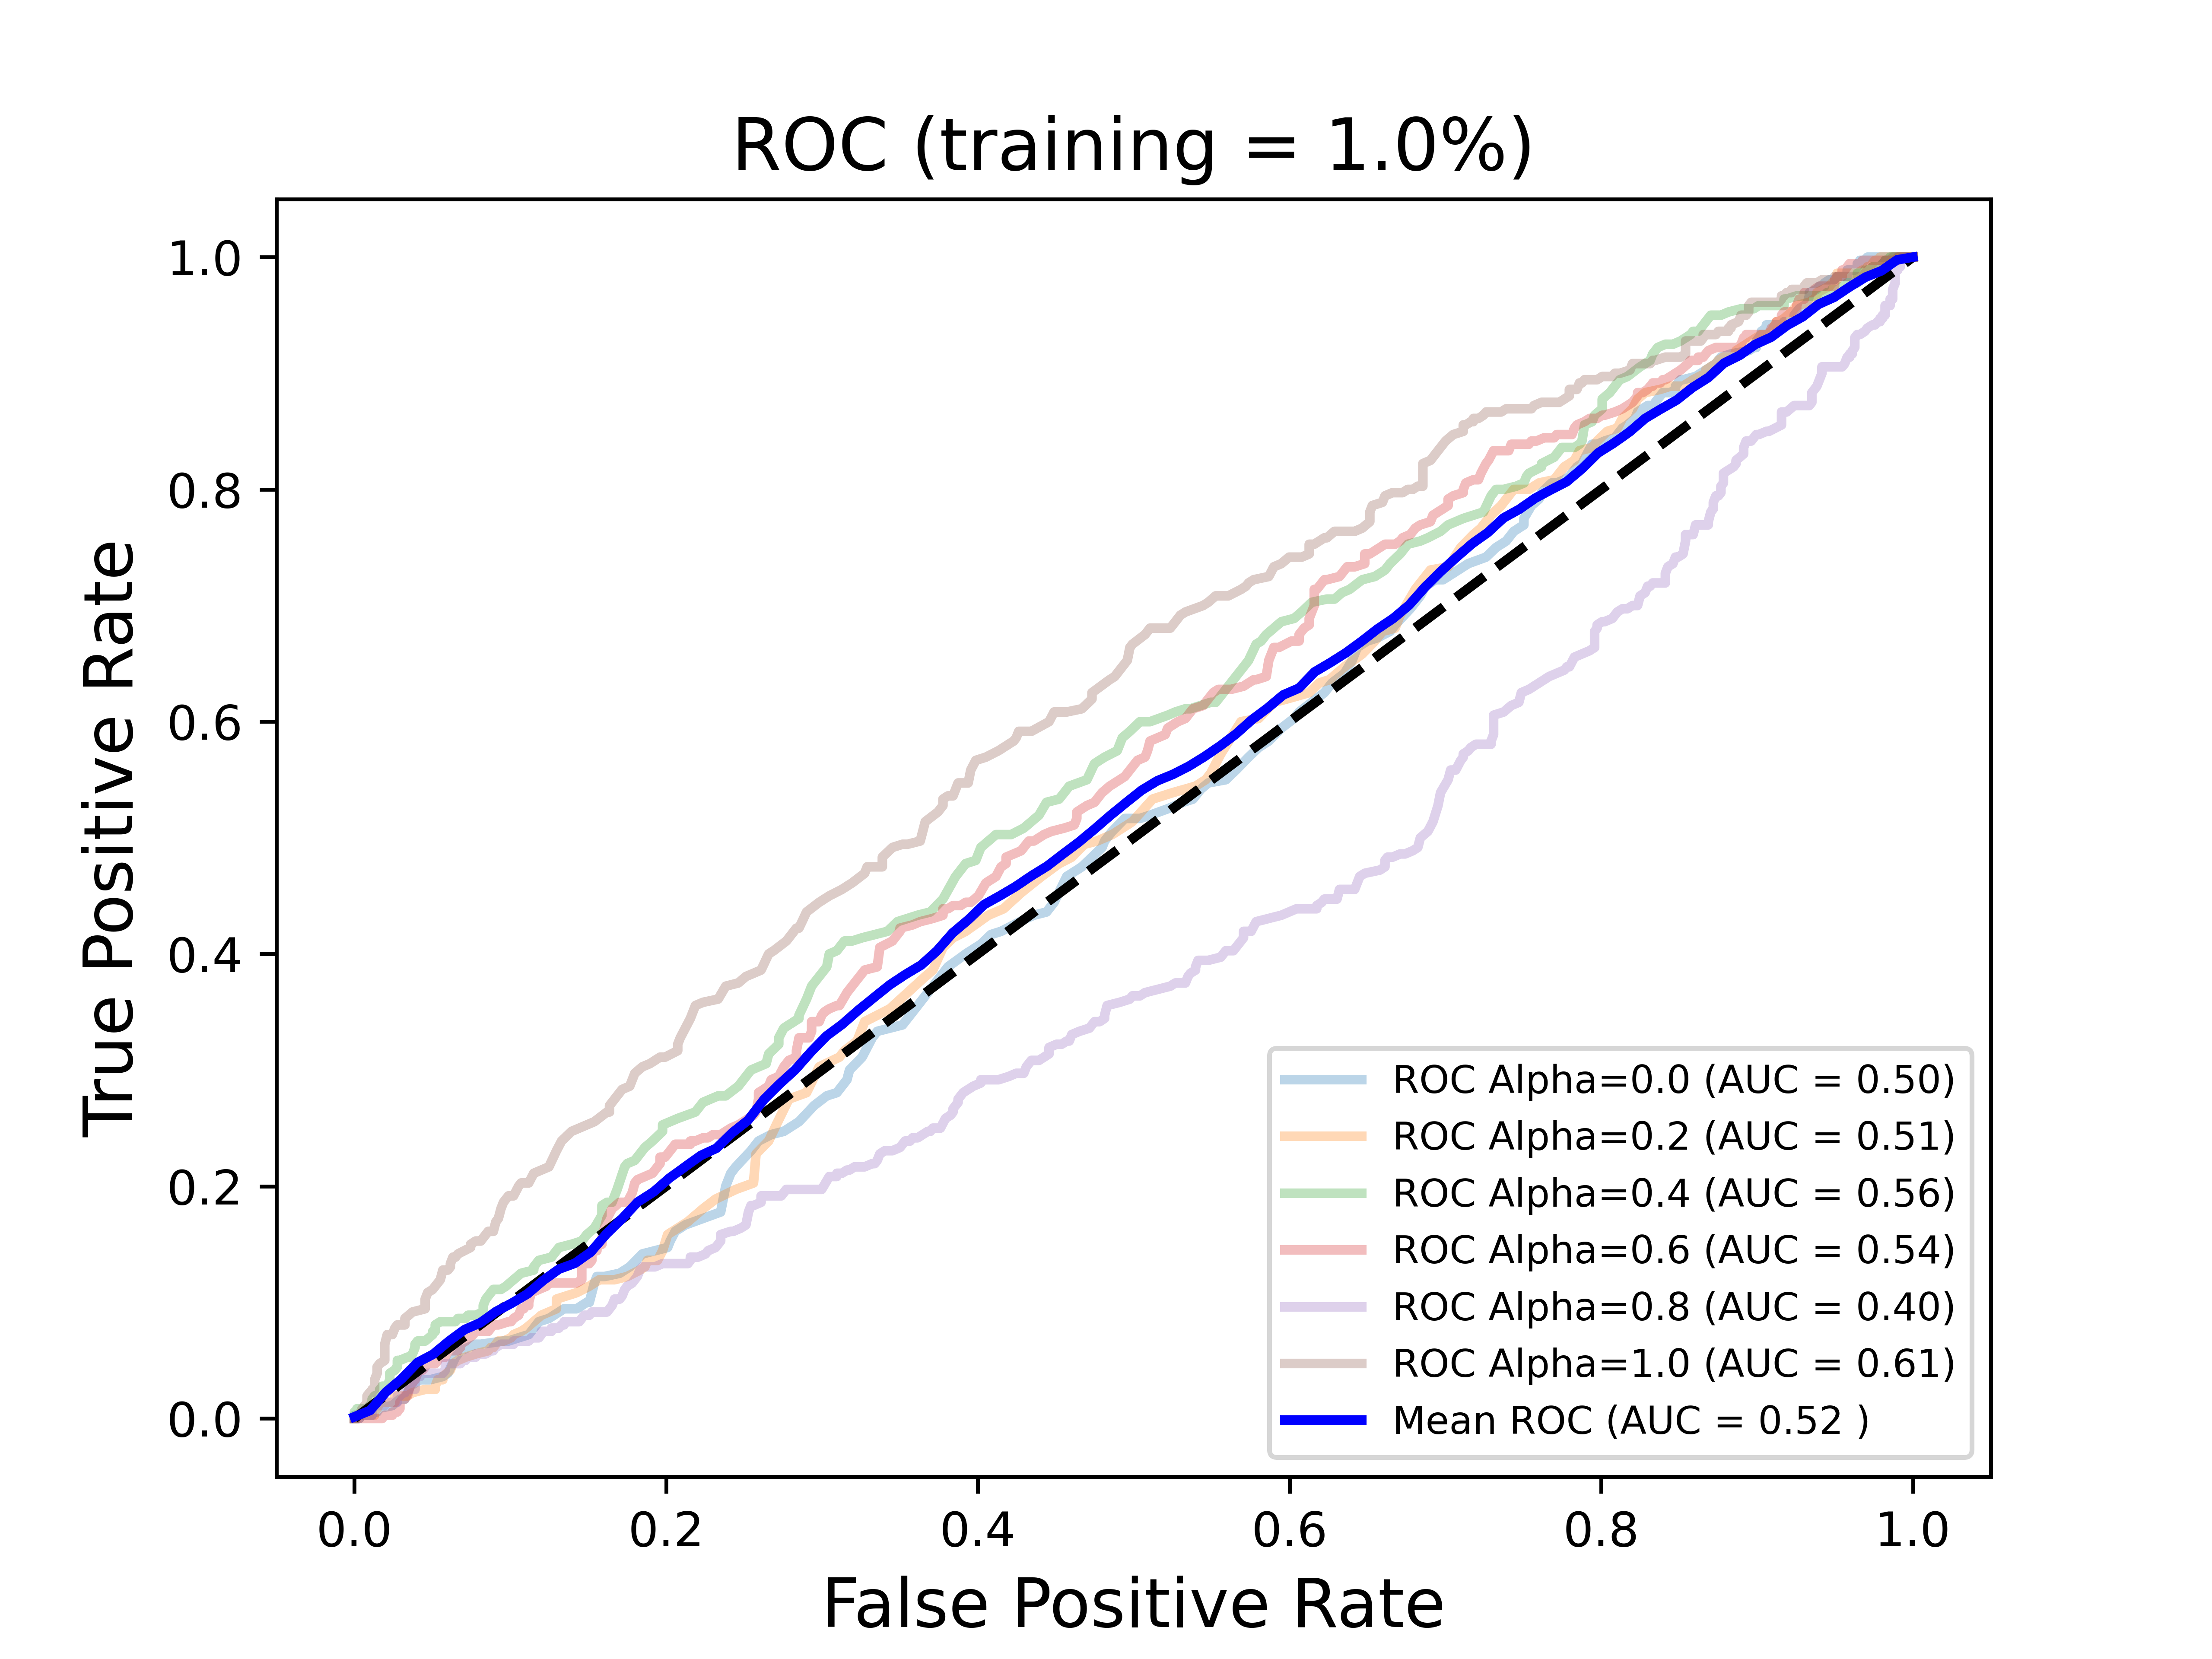 ROC (training = 1.0%)
True Positive Rate
1.0
0.8
0.6
0.4
0.2
0.0
ROC Alpha=0.0 (AUC = 0.50)
ROC Alpha=0.2 (AUC = 0.51)
ROC Alpha=0.4 (AUC = 0.56)
ROC Alpha=0.6 (AUC = 0.54)
ROC Alpha=0.8 (AUC = 0.40)
ROC Alpha=1.0 (AUC = 0.61)
Mean ROC (AUC = 0.52 )
0.0 0.2 0.4 0.6 0.8 1.0
False Positive Rate